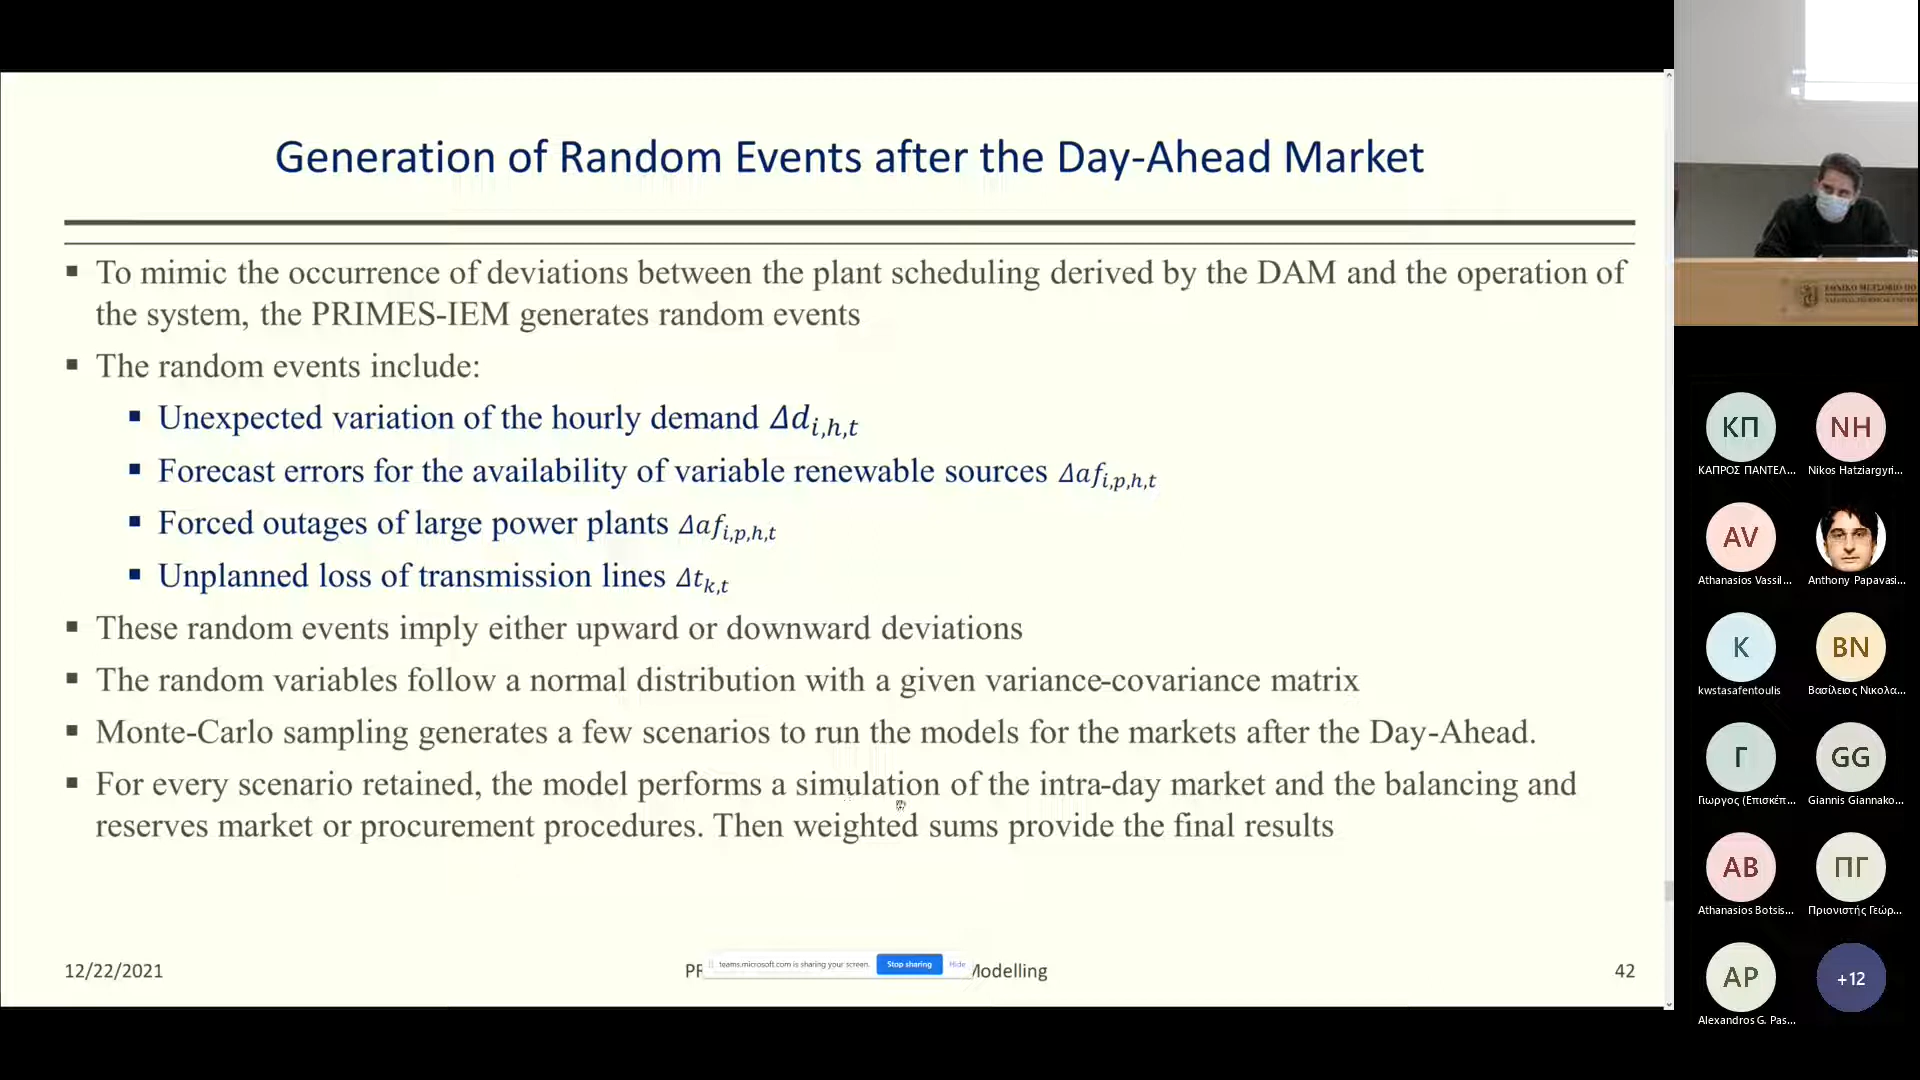 Generation of Random Events after the Day-Ahead Market
▪ To mimic the occurrence of deviations between the plant scheduling derived by the DAM and the operation of
the system, the PRIMES-IEM generates random events
▪ The random events include:
▪ Unexpected variation of the hourly demand Δd_{i,h,t}
▪ Forecast errors for the availability of variable renewable sources Δaf_{i,p,h,t}
▪ Forced outages of large power plants Δaf_{i,p,h,t}
▪ Unplanned loss of transmission lines Δt_{k,t}
▪ These random events imply either upward or downward deviations
▪ The random variables follow a normal distribution with a given variance-covariance matrix
▪ Monte-Carlo sampling generates a few scenarios to run the models for the markets after the Day-Ahead.
▪ For every scenario retained, the model performs a simulation of the intra-day market and the balancing and
reserves market or procurement procedures. Then weighted sums provide the final results
12/22/2021
teams.microsoft.com is sharing your screen.
Stop sharing
Hide
Modelling
42
ΚΠ
ΚΑΠΡΟΣ ΠΑΝΤΕΛ...
NH
Nikos Hatziargyri...
AV
Athanasios Vassil...
Anthony Papavasi...
K
kwstasafentoulis
ΒΝ
Βασίλειος Νικολα...
Γ
Γιωργος (Επισκέπ...
GG
Giannis Giannako...
AB
Athanasios Botsis...
ΠΓ
Πριονιστής Γεώρ...
AP
Alexandros G. Pas...
+12